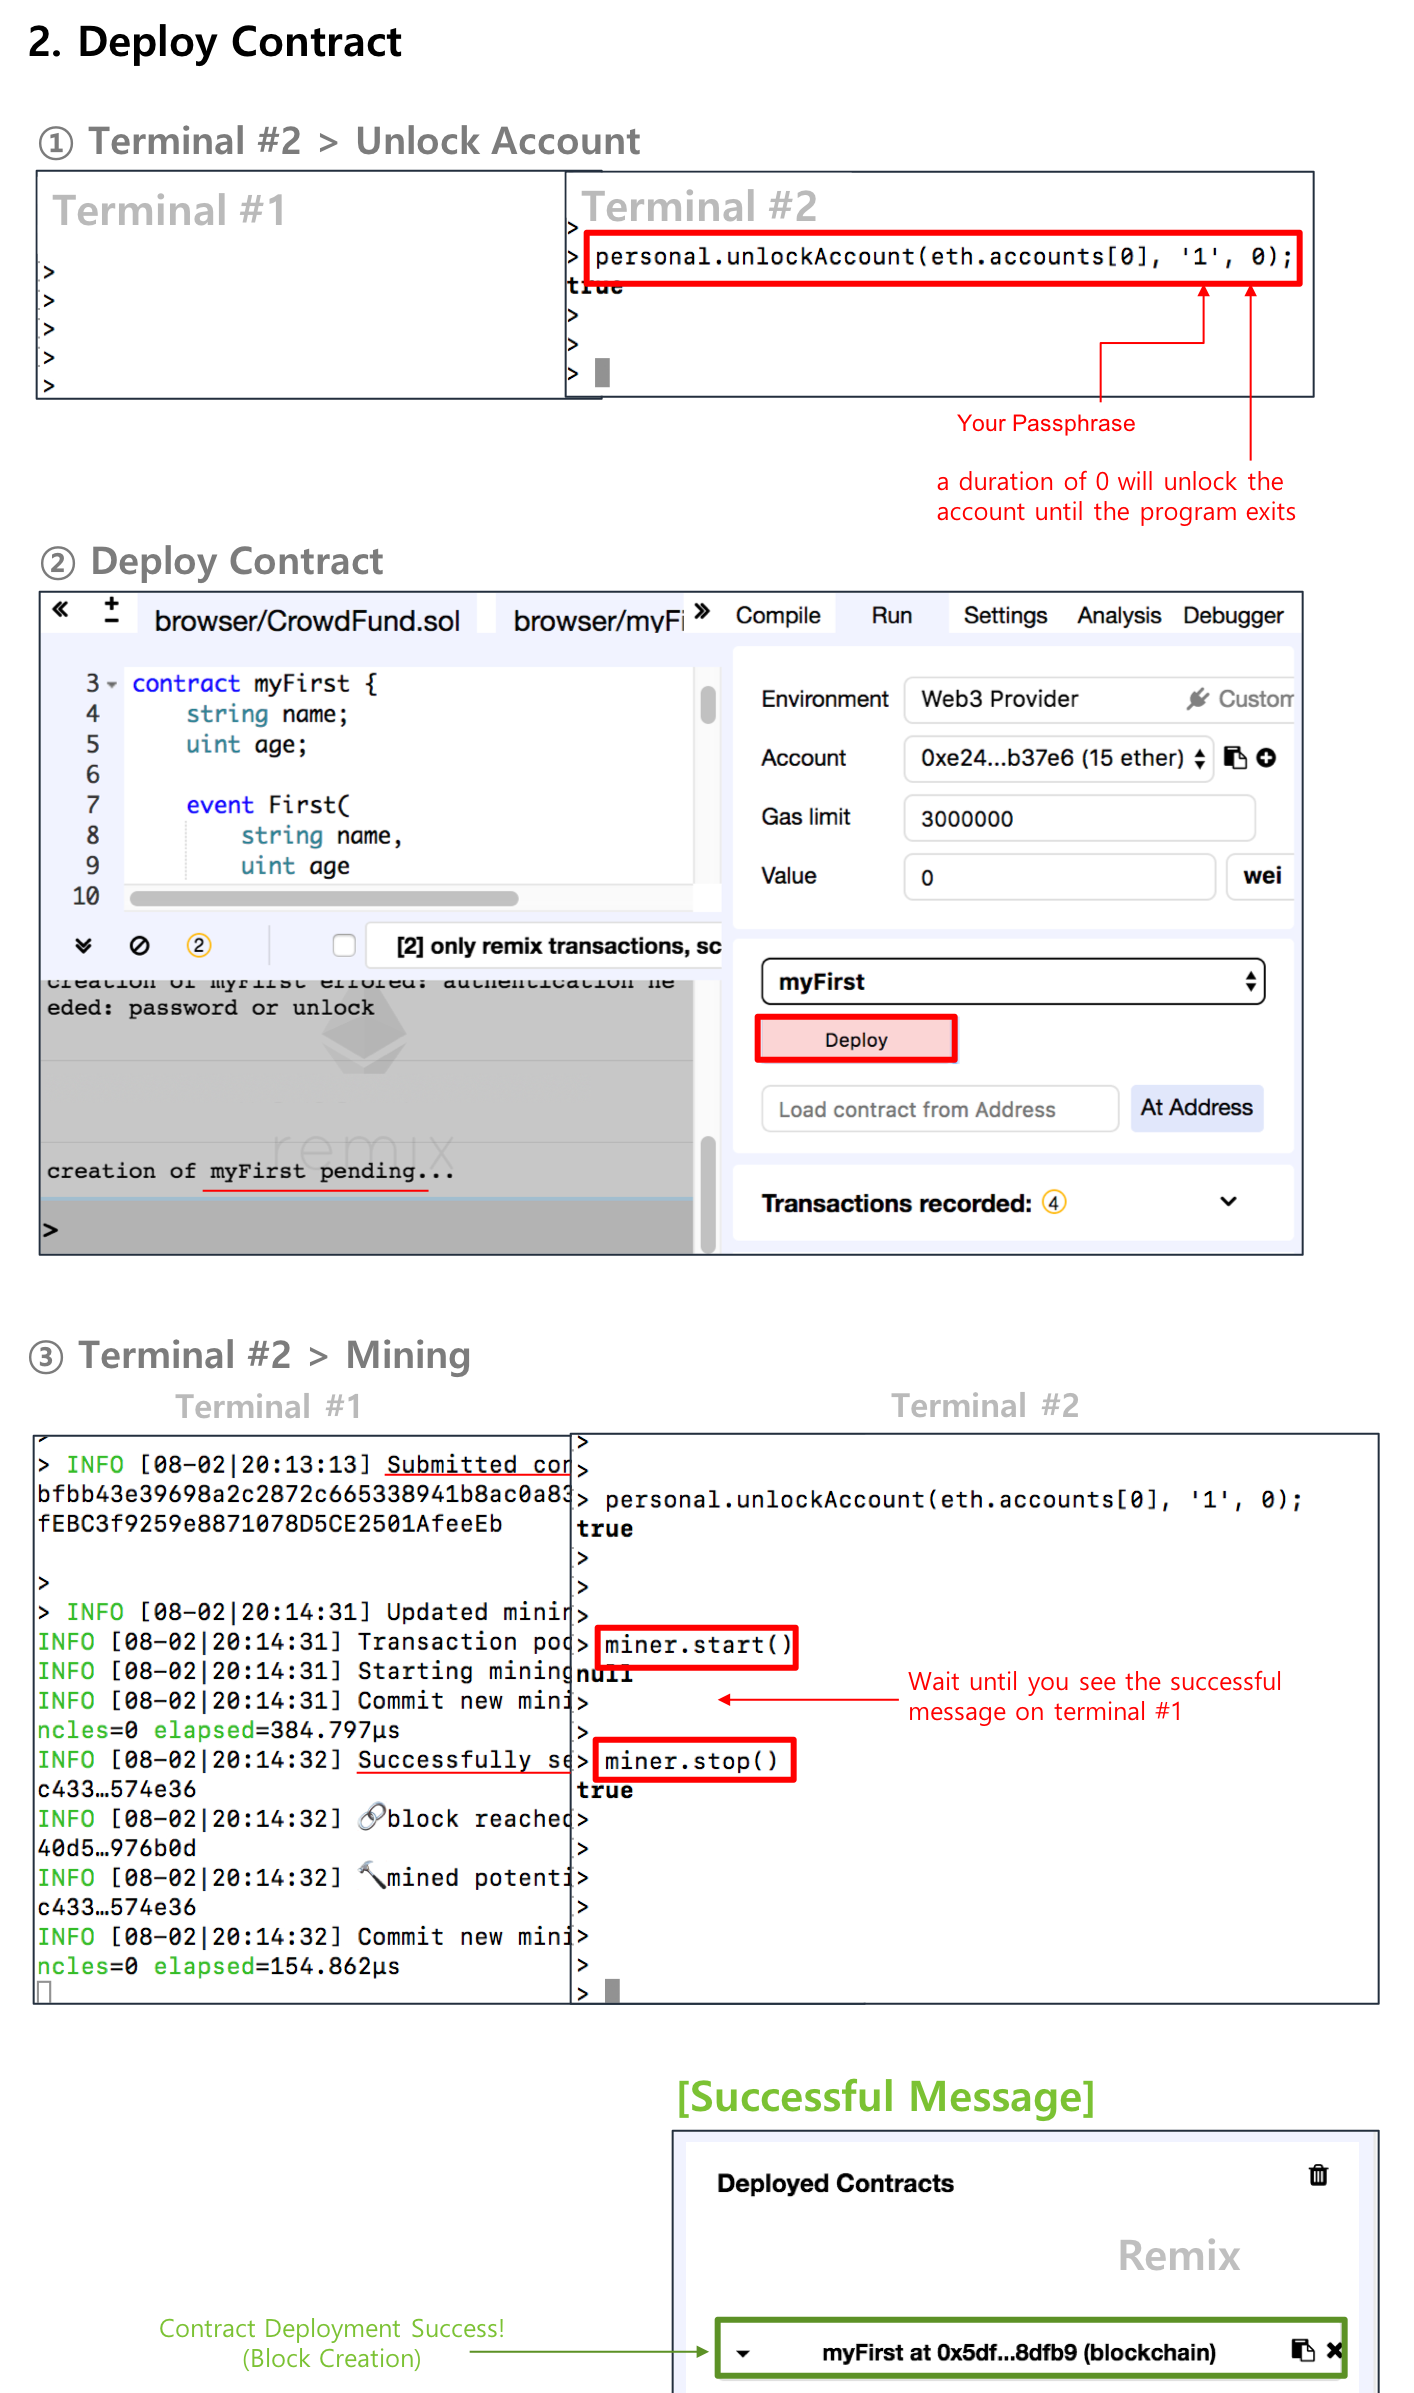 2. Deploy Contract
① Terminal #2 > Unlock Account
Terminal #1
>
>
>
>
>
Terminal #2
>
> personal.unlockAccount(eth.accounts[0], '1', 0);
true
>
>
>
Your Passphrase
a duration of 0 will unlock the
account until the program exits
② Deploy Contract
browser/CrowdFund.sol browser/myFi
3 contract myFirst {
4 string name;
5 uint age;
6
7 event First(
8 string name,
9 uint age
10
2 [2] only remix transactions, sc
creation of myFirst errored: authentication ne
eded: password or unlock
remix
creation of myFirst pending...
>
Compile Run Settings Analysis Debugger
Environment Web3 Provider Custom
Account 0xe24...b37e6 (15 ether)
Gas limit 3000000
Value 0 wei
myFirst
Deploy
Load contract from Address At Address
Transactions recorded: 4
③ Terminal #2 > Mining
Terminal #1
> INFO [08-02|20:13:13] Submitted con
bfbb43e39698a2c2872c665338941b8ac0a83
fEBC3f9259e8871078D5CE2501AfeeEb
>
> INFO [08-02|20:14:31] Updated minin
INFO [08-02|20:14:31] Transaction poo
INFO [08-02|20:14:31] Starting mining
INFO [08-02|20:14:31] Commit new mini
ncles=0 elapsed=384.797µs
INFO [08-02|20:14:32] Successfully se
c433…574e36
INFO [08-02|20:14:32] 🔗block reached
40d5…976b0d
INFO [08-02|20:14:32] 🔨mined potenti
c433…574e36
INFO [08-02|20:14:32] Commit new mini
ncles=0 elapsed=154.862µs
Terminal #2
>
>
> personal.unlockAccount(eth.accounts[0], '1', 0);
true
>
>
>
> miner.start()
null
>
>
> miner.stop()
true
>
>
>
>
>
>
>
Wait until you see the successful
message on terminal #1
[Successful Message]
Deployed Contracts
Remix
Contract Deployment Success!
(Block Creation)
myFirst at 0x5df...8dfb9 (blockchain)